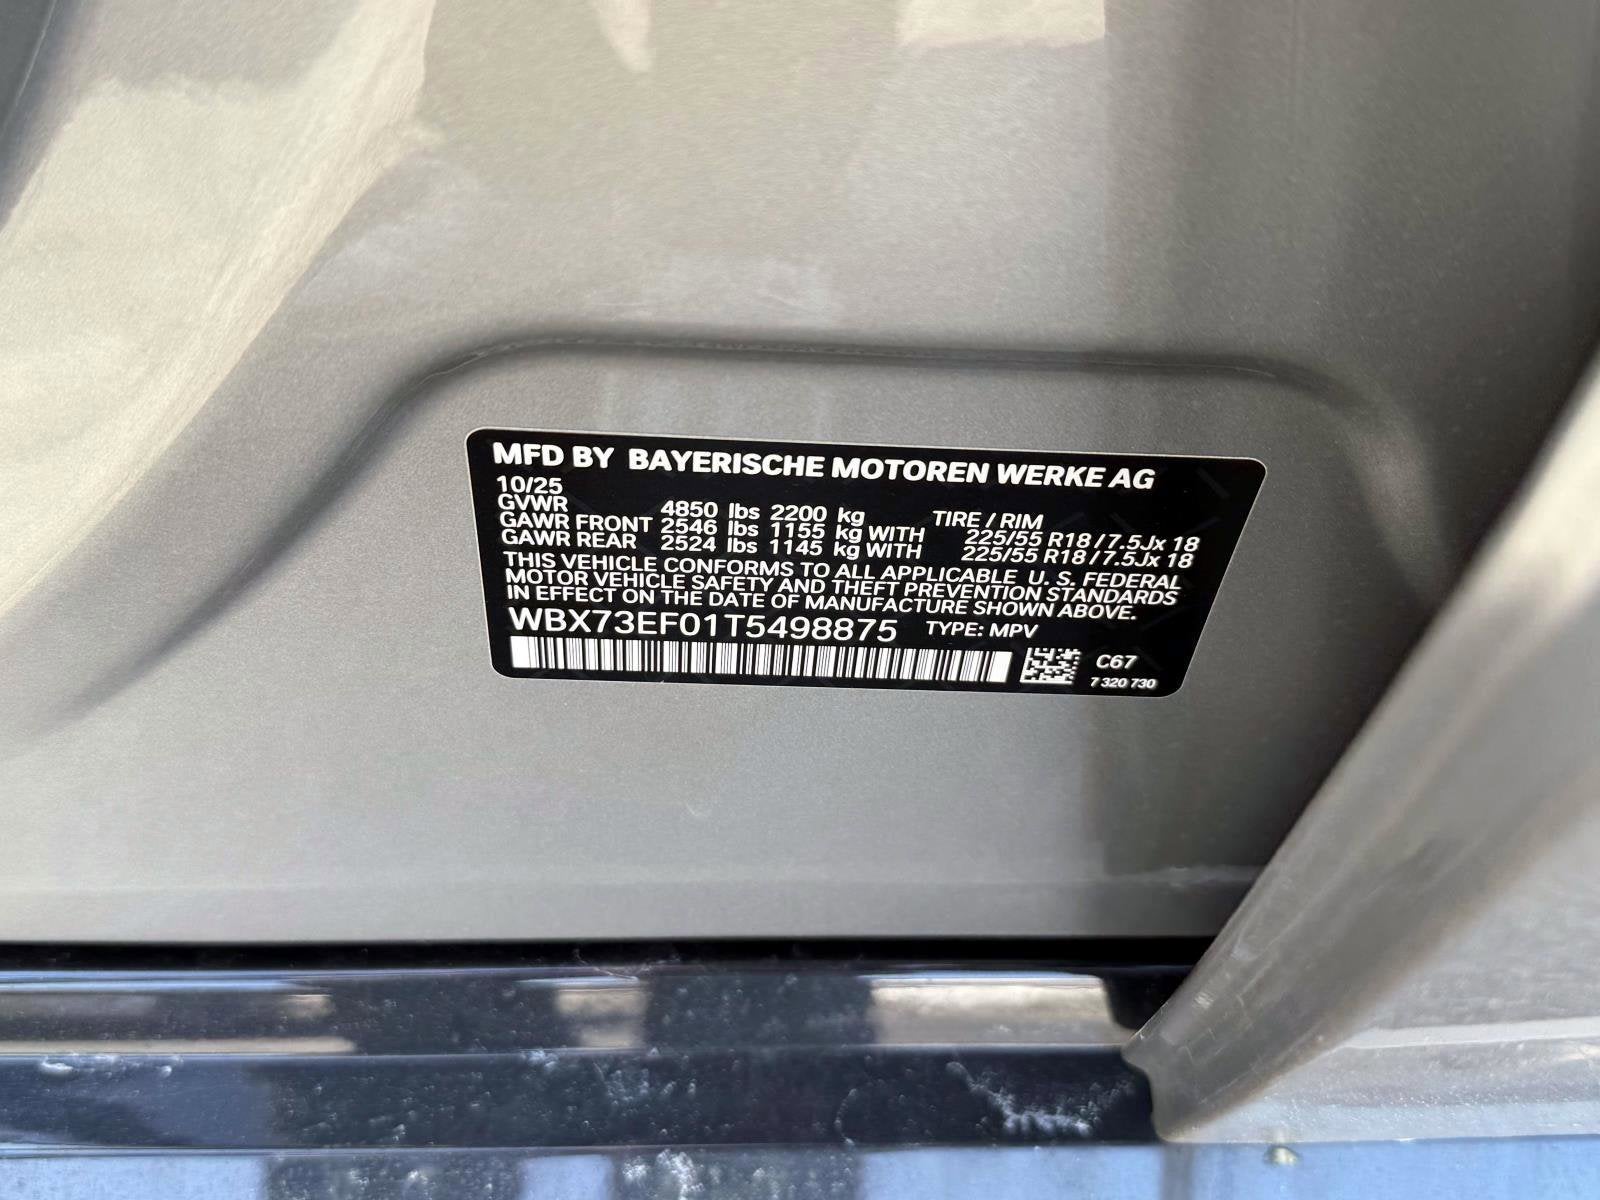 MFD BY BAYERISCHE MOTOREN WERKE AG
10/25
GVWR 4850 lbs 2200 kg TIRE / RIM
GAWR FRONT 2546 lbs 1155 kg WITH 225/55 R18 / 7.5Jx 18
GAWR REAR 2524 lbs 1145 kg WITH 225/55 R18 / 7.5Jx 18
THIS VEHICLE CONFORMS TO ALL APPLICABLE U. S. FEDERAL
MOTOR VEHICLE SAFETY AND THEFT PREVENTION STANDARDS
IN EFFECT ON THE DATE OF MANUFACTURE SHOWN ABOVE.
WBX73EF01T5498875 TYPE: MPV
C67
7 320 730